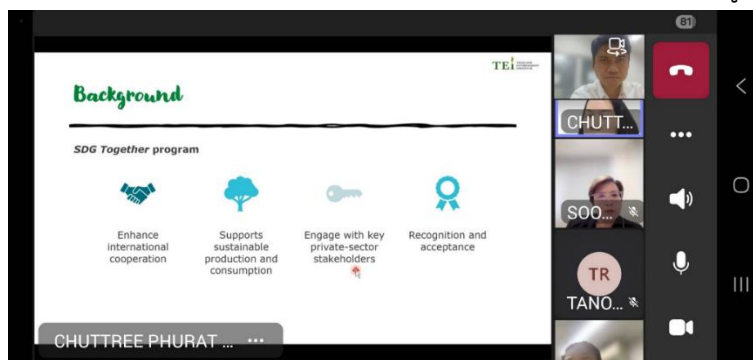 81
TEi
Background
SDG Together program
Enhance
international
cooperation
Supports
sustainable
production and
consumption
Engage with key
private-sector
stakeholders
Recognition and
acceptance
CHUTT...
SOO...
TR
TANO...
CHUTTREE PHURAT ...